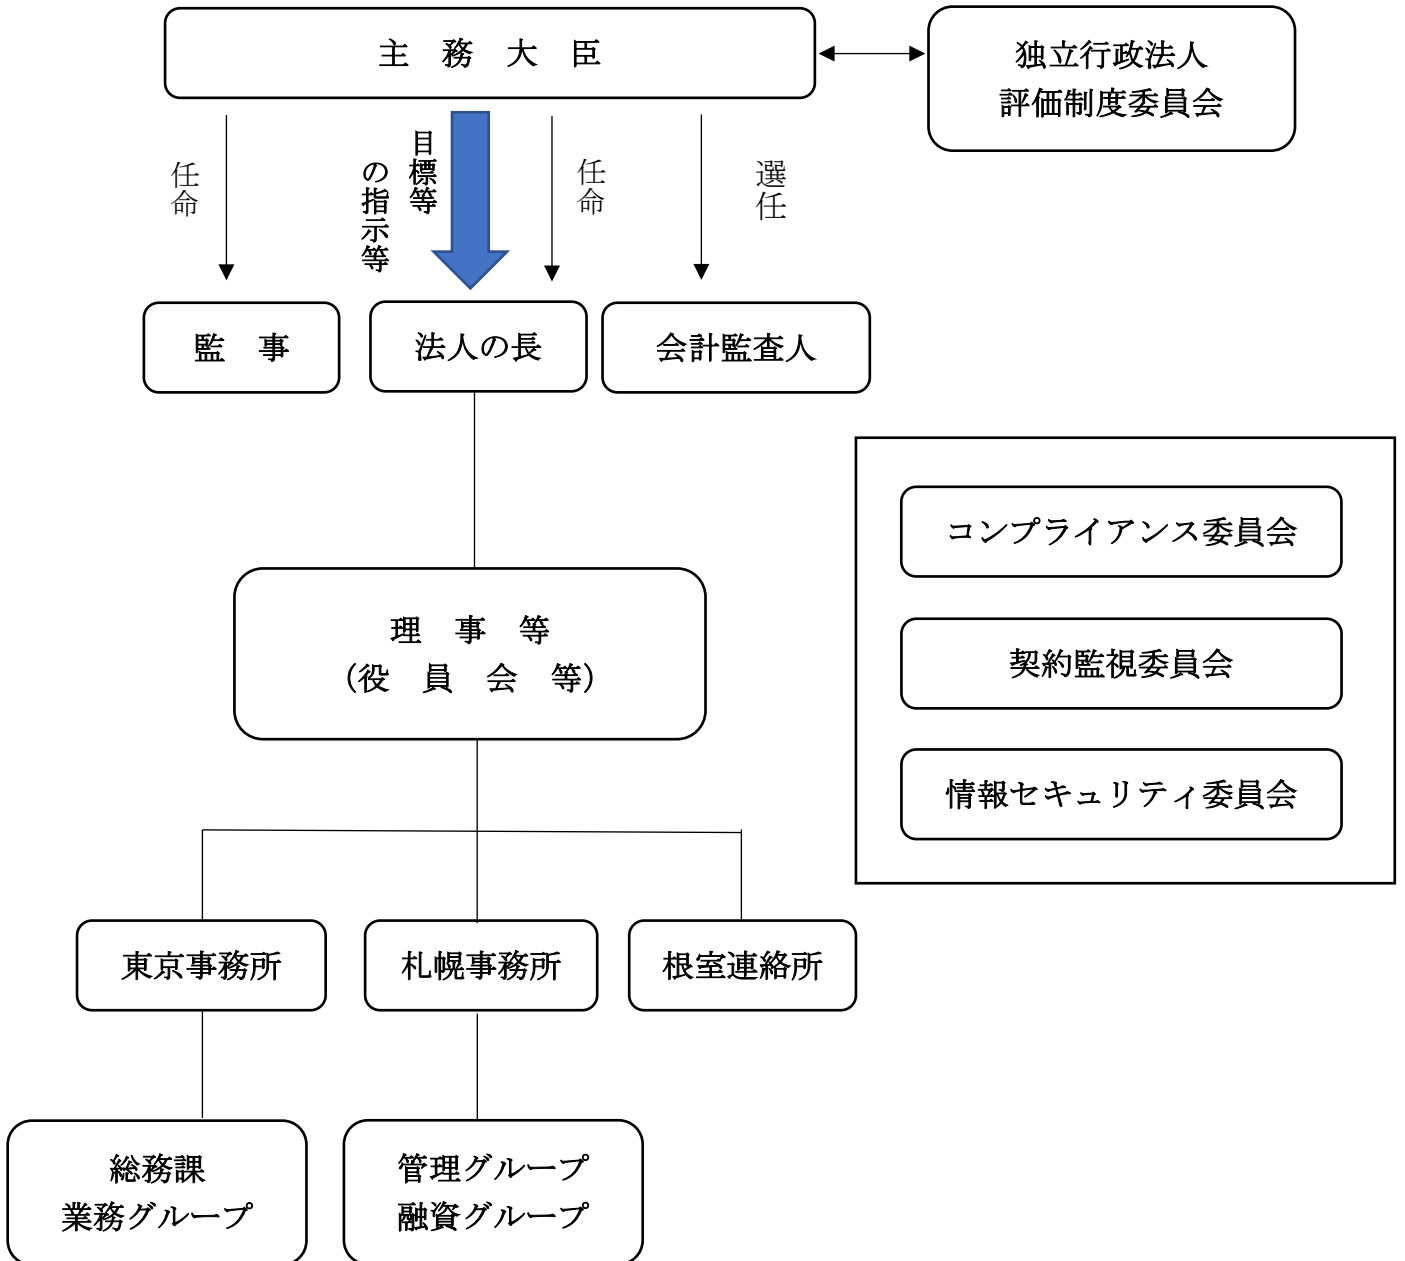 主　務　大　臣
独立行政法人
評価制度委員会
任命
目標等
の指示等
任命
選任
監　事
法人の長
会計監査人
コンプライアンス委員会
契約監視委員会
情報セキュリティ委員会
理　事　等
（役　員　会　等）
東京事務所
札幌事務所
根室連絡所
総務課
業務グループ
管理グループ
融資グループ